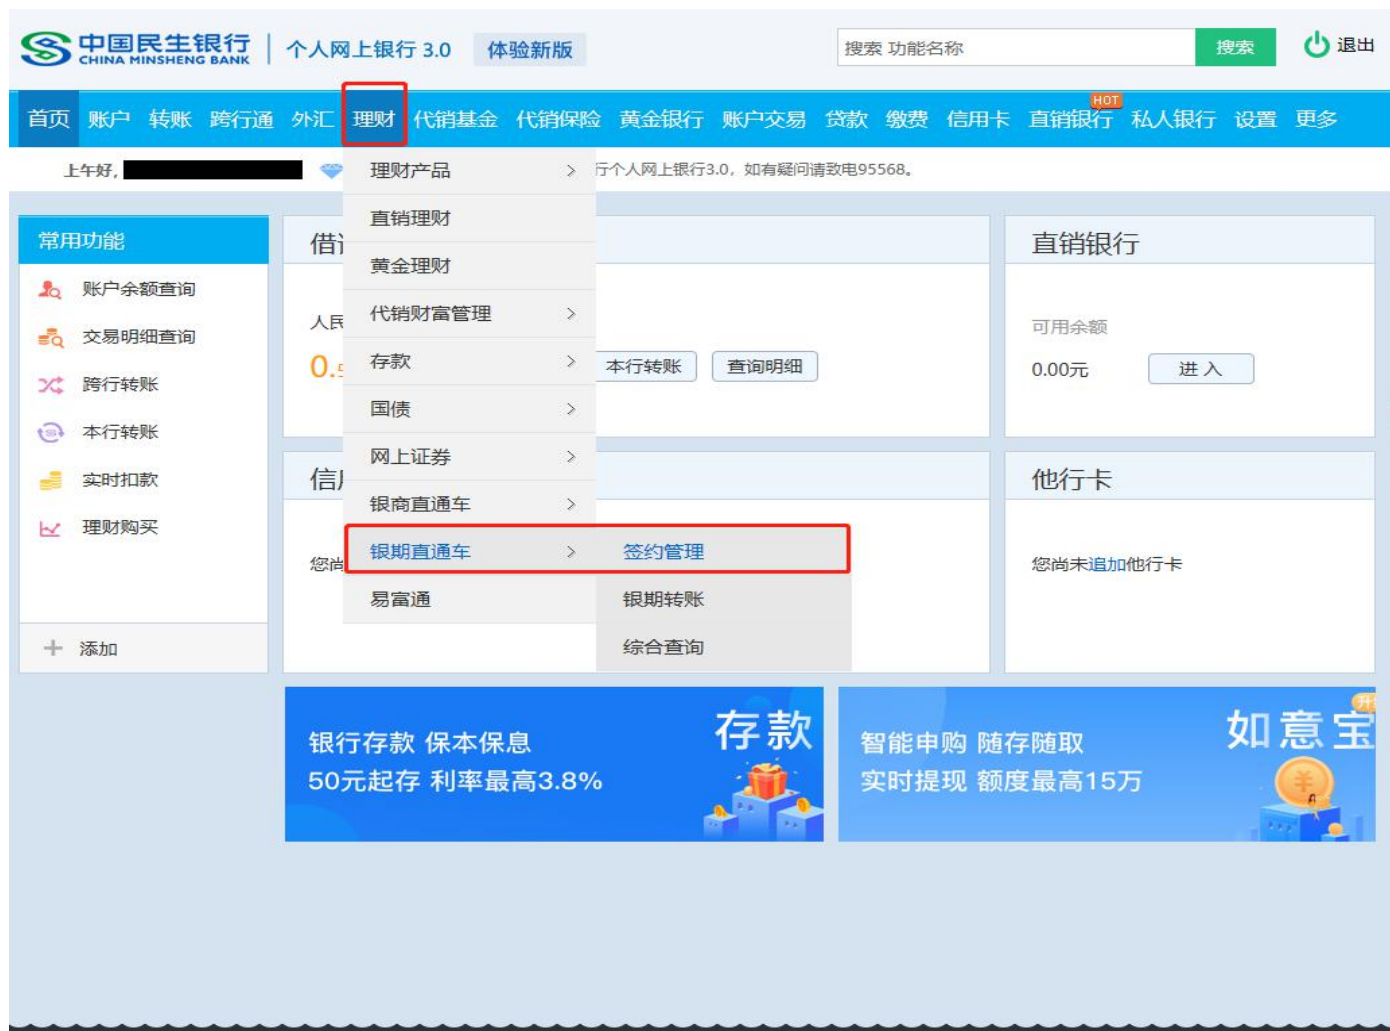 中国民生银行
CHINA MINSHENG BANK
个人网上银行 3.0
体验新版
搜索 功能名称
搜索
退出
首页 账户 转账 跨行通 外汇 理财 代销基金 代销保险 黄金银行 账户交易 贷款 缴费 信用卡 直销银行 私人银行 设置 更多
HOT
上午好,
行个人网上银行3.0，如有疑问请致电95568。
常用功能
账户余额查询
交易明细查询
跨行转账
本行转账
实时扣款
理财购买
添加
理财产品
直销理财
黄金理财
代销财富管理
存款
国债
网上证券
银商直通车
银期直通车
易富通
签约管理
银期转账
综合查询
借
人民
0.
本行转账
查询明细
信
您尚
直销银行
可用余额
0.00元
进 入
他行卡
您尚未追加他行卡
银行存款 保本保息
50元起存 利率最高3.8%
存款
智能申购 随存随取
实时提现 额度最高15万
如意宝